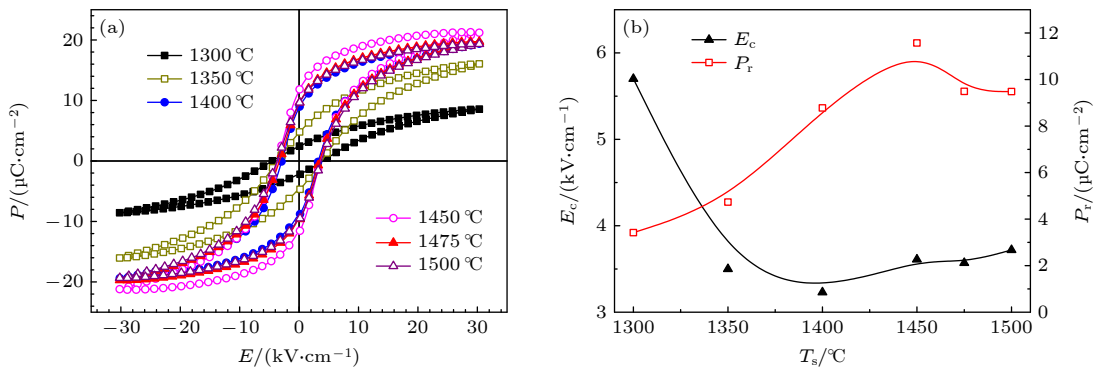 (a)
1300 ℃
1350 ℃
1400 ℃
1450 ℃
1475 ℃
1500 ℃
20
10
0
−10
−20
P/(μC·cm−2)
−30 −20 −10 0 10 20 30
E/(kV·cm−1)
(b)
Ec
Pr
6
5
4
3
Ec/(kV·cm−1)
12
10
8
6
4
2
0
Pr/(μC·cm−2)
1300 1350 1400 1450 1500
Ts/℃